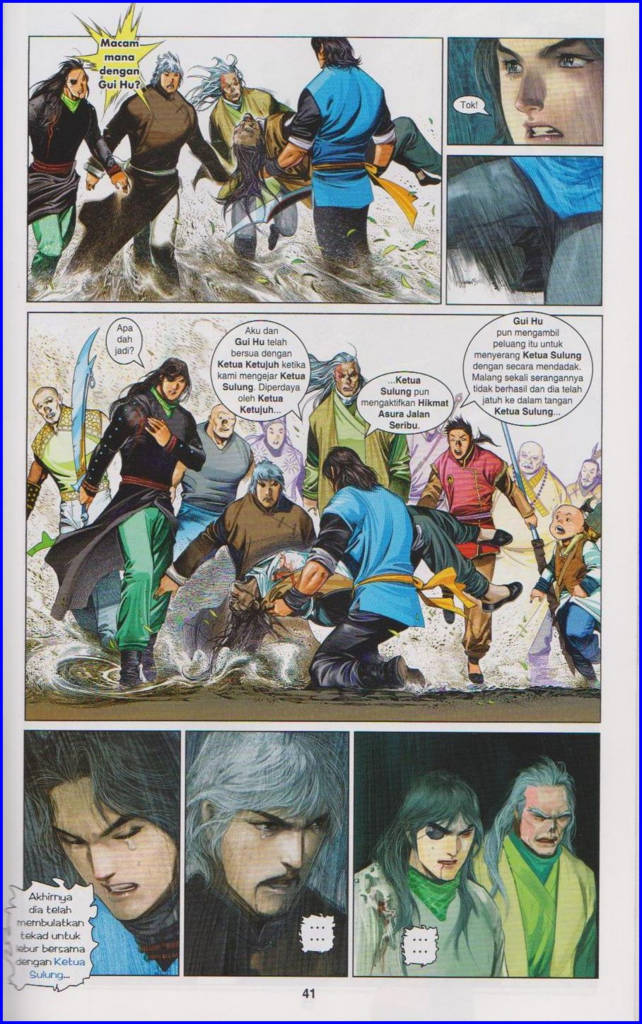 Macam
mana
dengan
Gui Hu?
Tok!
Apa
dah
jadi?
Aku dan
Gui Hu telah
bersua dengan
Ketua Ketujuh ketika
kami mengejar Ketua
Sulung. Diperdaya
oleh Ketua
Ketujuh...
...Ketua
Sulung pun
mengaktifkan Hikmat
Asura Jalan
Seribu.
Gui Hu
pun mengambil
peluang itu untuk
menyerang Ketua Sulung
dengan secara mendadak.
Malang sekali serangannya
tidak berhasil dan dia telah
jatuh ke dalam tangan
Ketua Sulung...
Akhirnya
dia telah
membulatkan
tekad untuk
lebur bersama
dengan Ketua
Sulung...
...
...
...
...
41